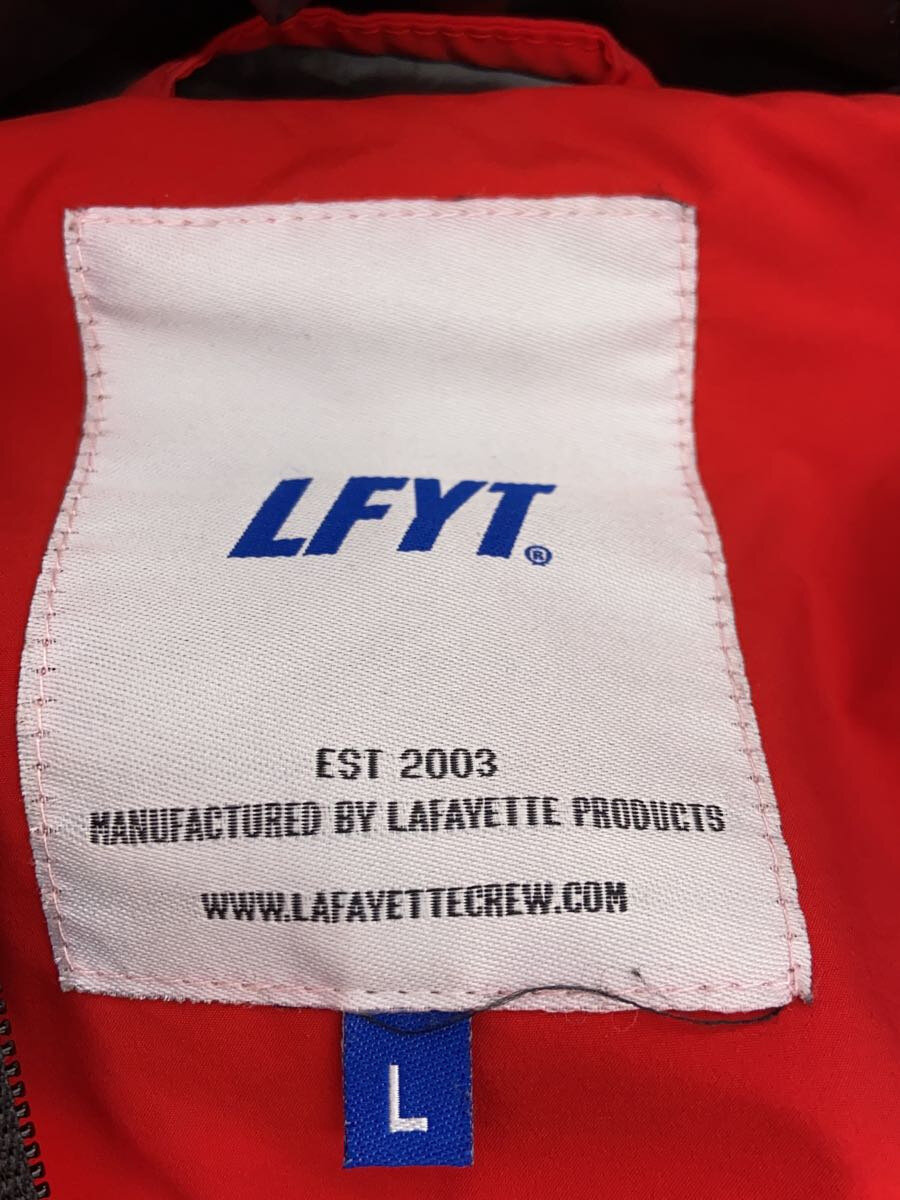 LFYT®
EST 2003
MANUFACTURED BY LAFAYETTE PRODUCTS
WWW.LAFAYETTECREW.COM
L